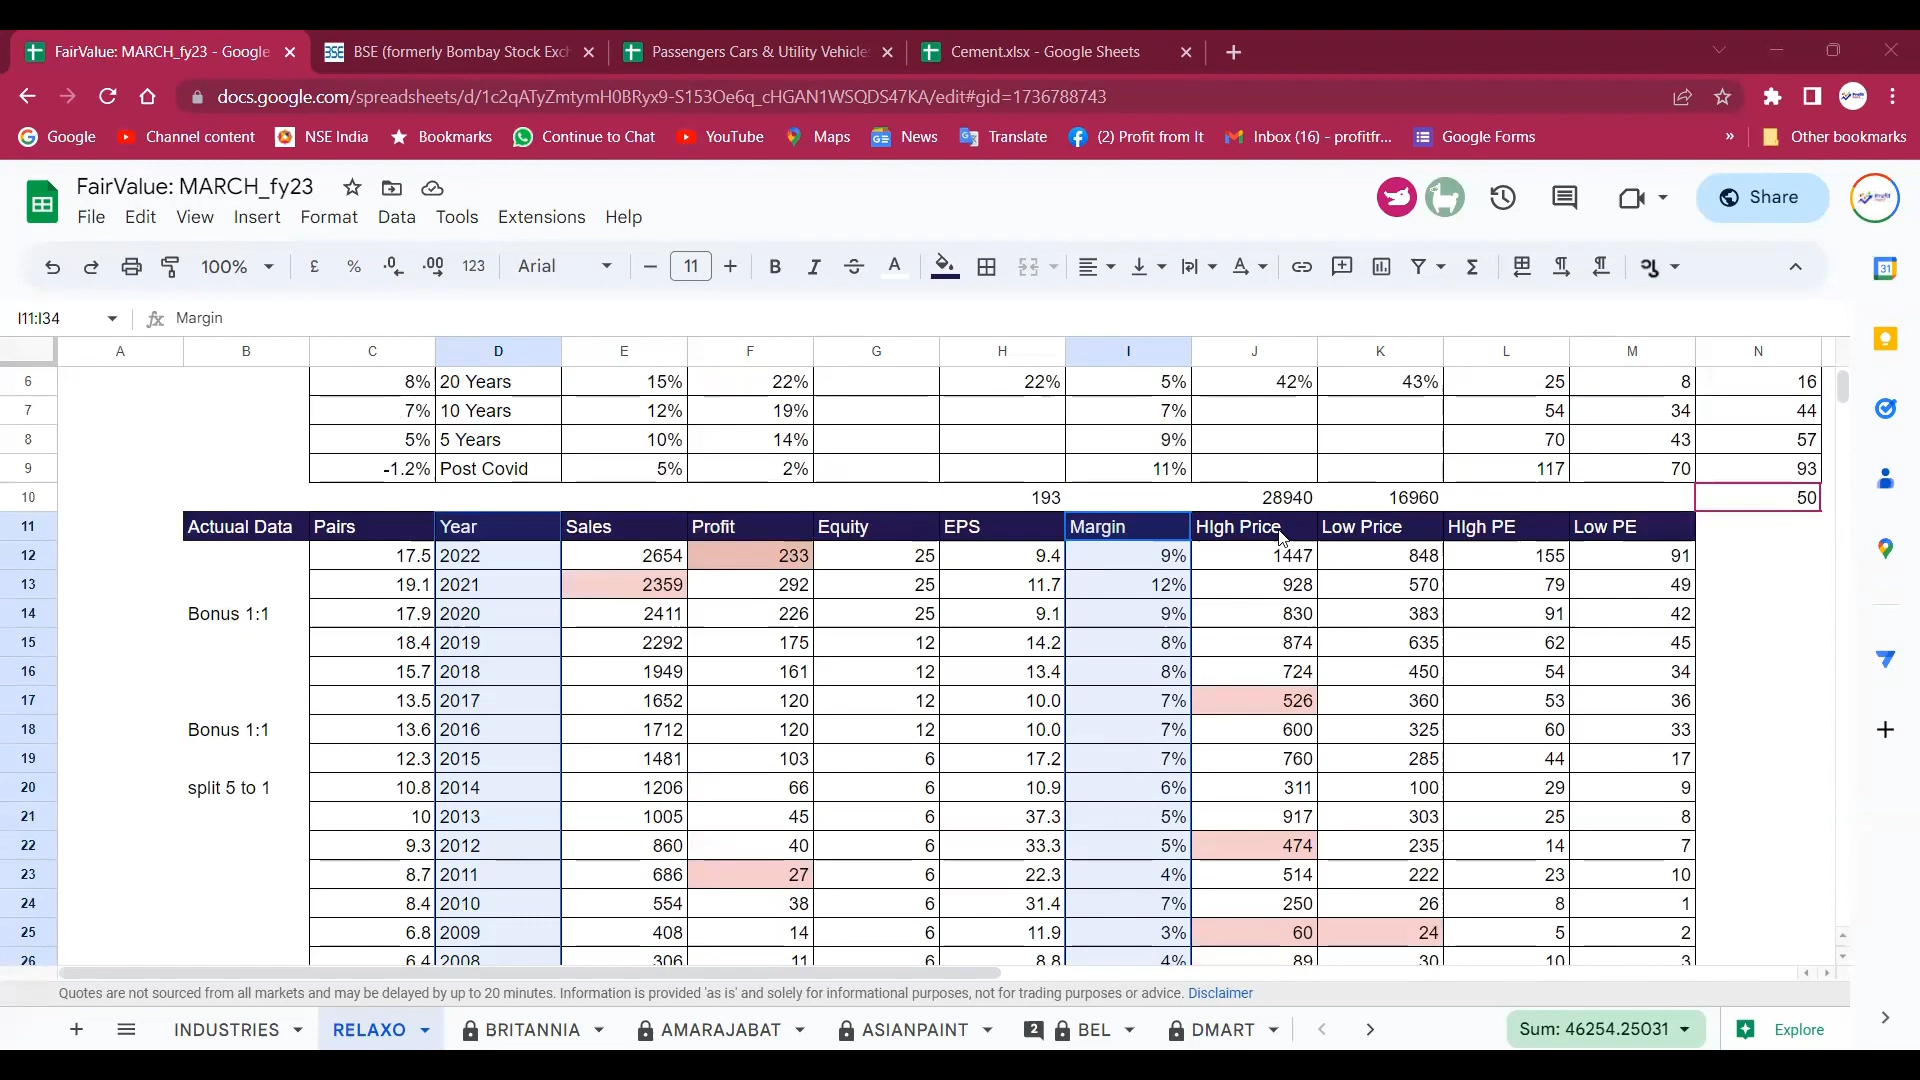 FairValue: MARCH_fy23 - Google
BSE (formerly Bombay Stock Exch
Passengers Cars & Utility Vehicle
Cement.xlsx - Google Sheets
docs.google.com/spreadsheets/d/1c2qATyZmtymH0BRyx9-S153Oe6q_cHGAN1WSQDS47KA/edit#gid=1736788743
Google Channel content NSE India Bookmarks Continue to Chat YouTube Maps News Translate (2) Profit from It Inbox (16) - profitfr... Google Forms » Other bookmarks
FairValue: MARCH_fy23
File Edit View Insert Format Data Tools Extensions Help
Share
100% £ % .0 .00 123 Arial 11
I11:I34 fx Margin
A B C D E F G H I J K L M N
6 8% 20 Years 15% 22% 22% 5% 42% 43% 25 8 16
7 7% 10 Years 12% 19% 7% 54 34 44
8 5% 5 Years 10% 14% 9% 70 43 57
9 -1.2% Post Covid 5% 2% 11% 117 70 93
10 193 28940 16960 50
11 Actuual Data Pairs Year Sales Profit Equity EPS Margin HIgh Price Low Price HIgh PE Low PE
12 17.5 2022 2654 233 25 9.4 9% 1447 848 155 91
13 19.1 2021 2359 292 25 11.7 12% 928 570 79 49
14 Bonus 1:1 17.9 2020 2411 226 25 9.1 9% 830 383 91 42
15 18.4 2019 2292 175 12 14.2 8% 874 635 62 45
16 15.7 2018 1949 161 12 13.4 8% 724 450 54 34
17 13.5 2017 1652 120 12 10.0 7% 526 360 53 36
18 Bonus 1:1 13.6 2016 1712 120 12 10.0 7% 600 325 60 33
19 12.3 2015 1481 103 6 17.2 7% 760 285 44 17
20 split 5 to 1 10.8 2014 1206 66 6 10.9 6% 311 100 29 9
21 10 2013 1005 45 6 37.3 5% 917 303 25 8
22 9.3 2012 860 40 6 33.3 5% 474 235 14 7
23 8.7 2011 686 27 6 22.3 4% 514 222 23 10
24 8.4 2010 554 38 6 31.4 7% 250 26 8 1
25 6.8 2009 408 14 6 11.9 3% 60 24 5 2
26 6.4 2008 306 11 6 8.8 4% 89 30 10 3
Quotes are not sourced from all markets and may be delayed by up to 20 minutes. Information is provided 'as is' and solely for informational purposes, not for trading purposes or advice. Disclaimer
INDUSTRIES RELAXO BRITANNIA AMARAJABAT ASIANPAINT 2 BEL DMART Sum: 46254.25031 Explore